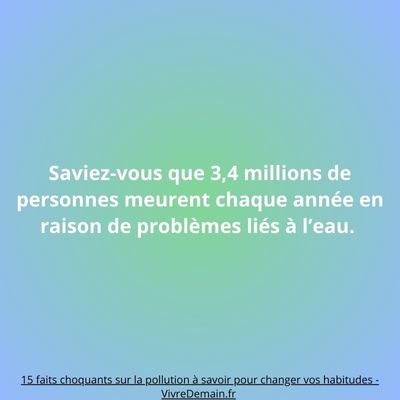 Saviez-vous que 3,4 millions de
personnes meurent chaque année en
raison de problèmes liés à l’eau.
15 faits choquants sur la pollution à savoir pour changer vos habitudes -
VivreDemain.fr